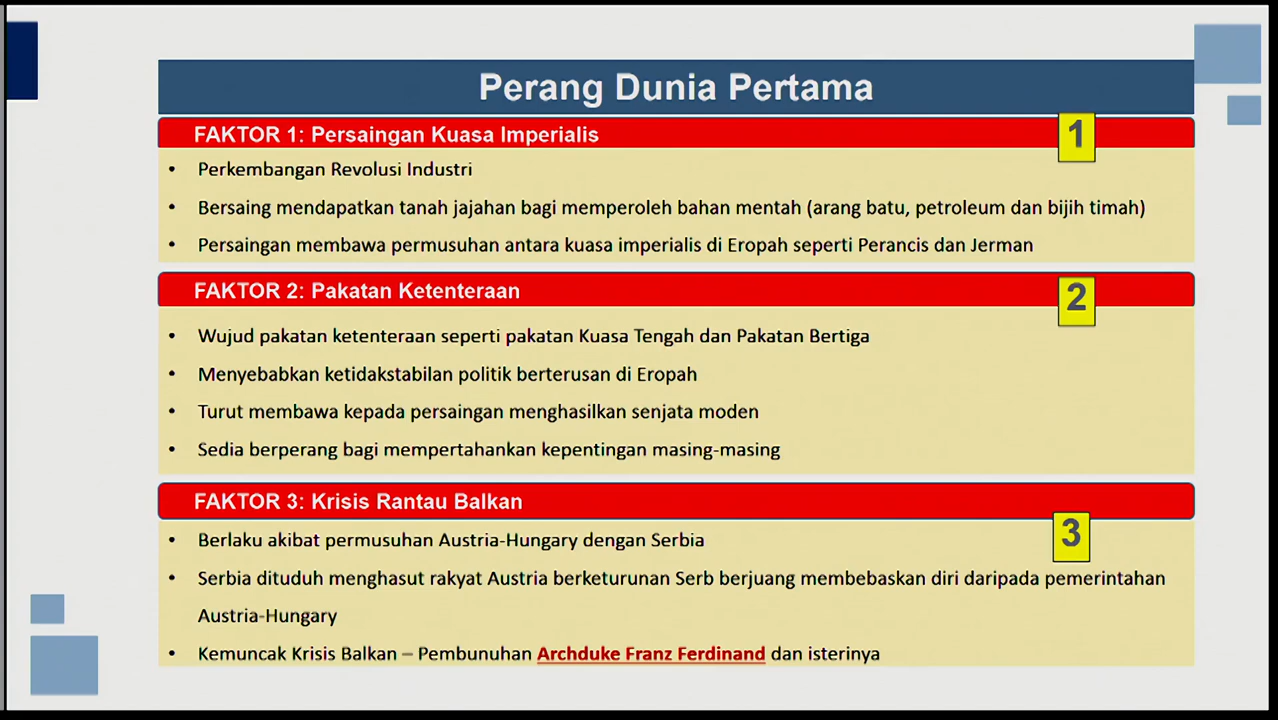 Perang Dunia Pertama
FAKTOR 1: Persaingan Kuasa Imperialis
1
• Perkembangan Revolusi Industri
• Bersaing mendapatkan tanah jajahan bagi memperoleh bahan mentah (arang batu, petroleum dan bijih timah)
• Persaingan membawa permusuhan antara kuasa imperialis di Eropah seperti Perancis dan Jerman
FAKTOR 2: Pakatan Ketenteraan
2
• Wujud pakatan ketenteraan seperti pakatan Kuasa Tengah dan Pakatan Bertiga
• Menyebabkan ketidakstabilan politik berterusan di Eropah
• Turut membawa kepada persaingan menghasilkan senjata moden
• Sedia berperang bagi mempertahankan kepentingan masing-masing
FAKTOR 3: Krisis Rantau Balkan
3
• Berlaku akibat permusuhan Austria-Hungary dengan Serbia
• Serbia dituduh menghasut rakyat Austria berketurunan Serb berjuang membebaskan diri daripada pemerintahan
Austria-Hungary
• Kemuncak Krisis Balkan – Pembunuhan Archduke Franz Ferdinand dan isterinya